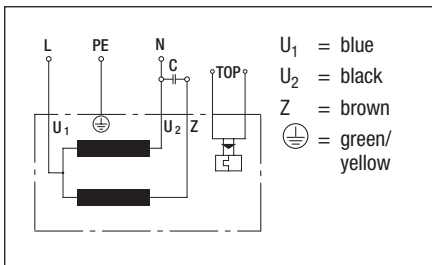 L PE N C TOP
U1 U2 Z
U1 = blue
U2 = black
Z = brown
= green/
yellow